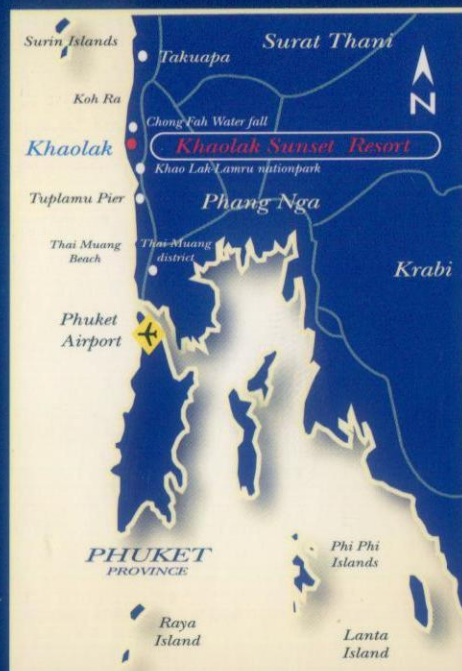 Surin Islands
Takuapa
Surat Thani
N
Koh Ra
Chong Fah Water fall
Khaolak
Khaolak Sunset Resort
Khao Lak-Lamru nationpark
Tuplamu Pier
Phang Nga
Thai Muang
Beach
Thai Muang
district
Krabi
Phuket
Airport
PHUKET
PROVINCE
Phi Phi
Islands
Raya
Island
Lanta
Island